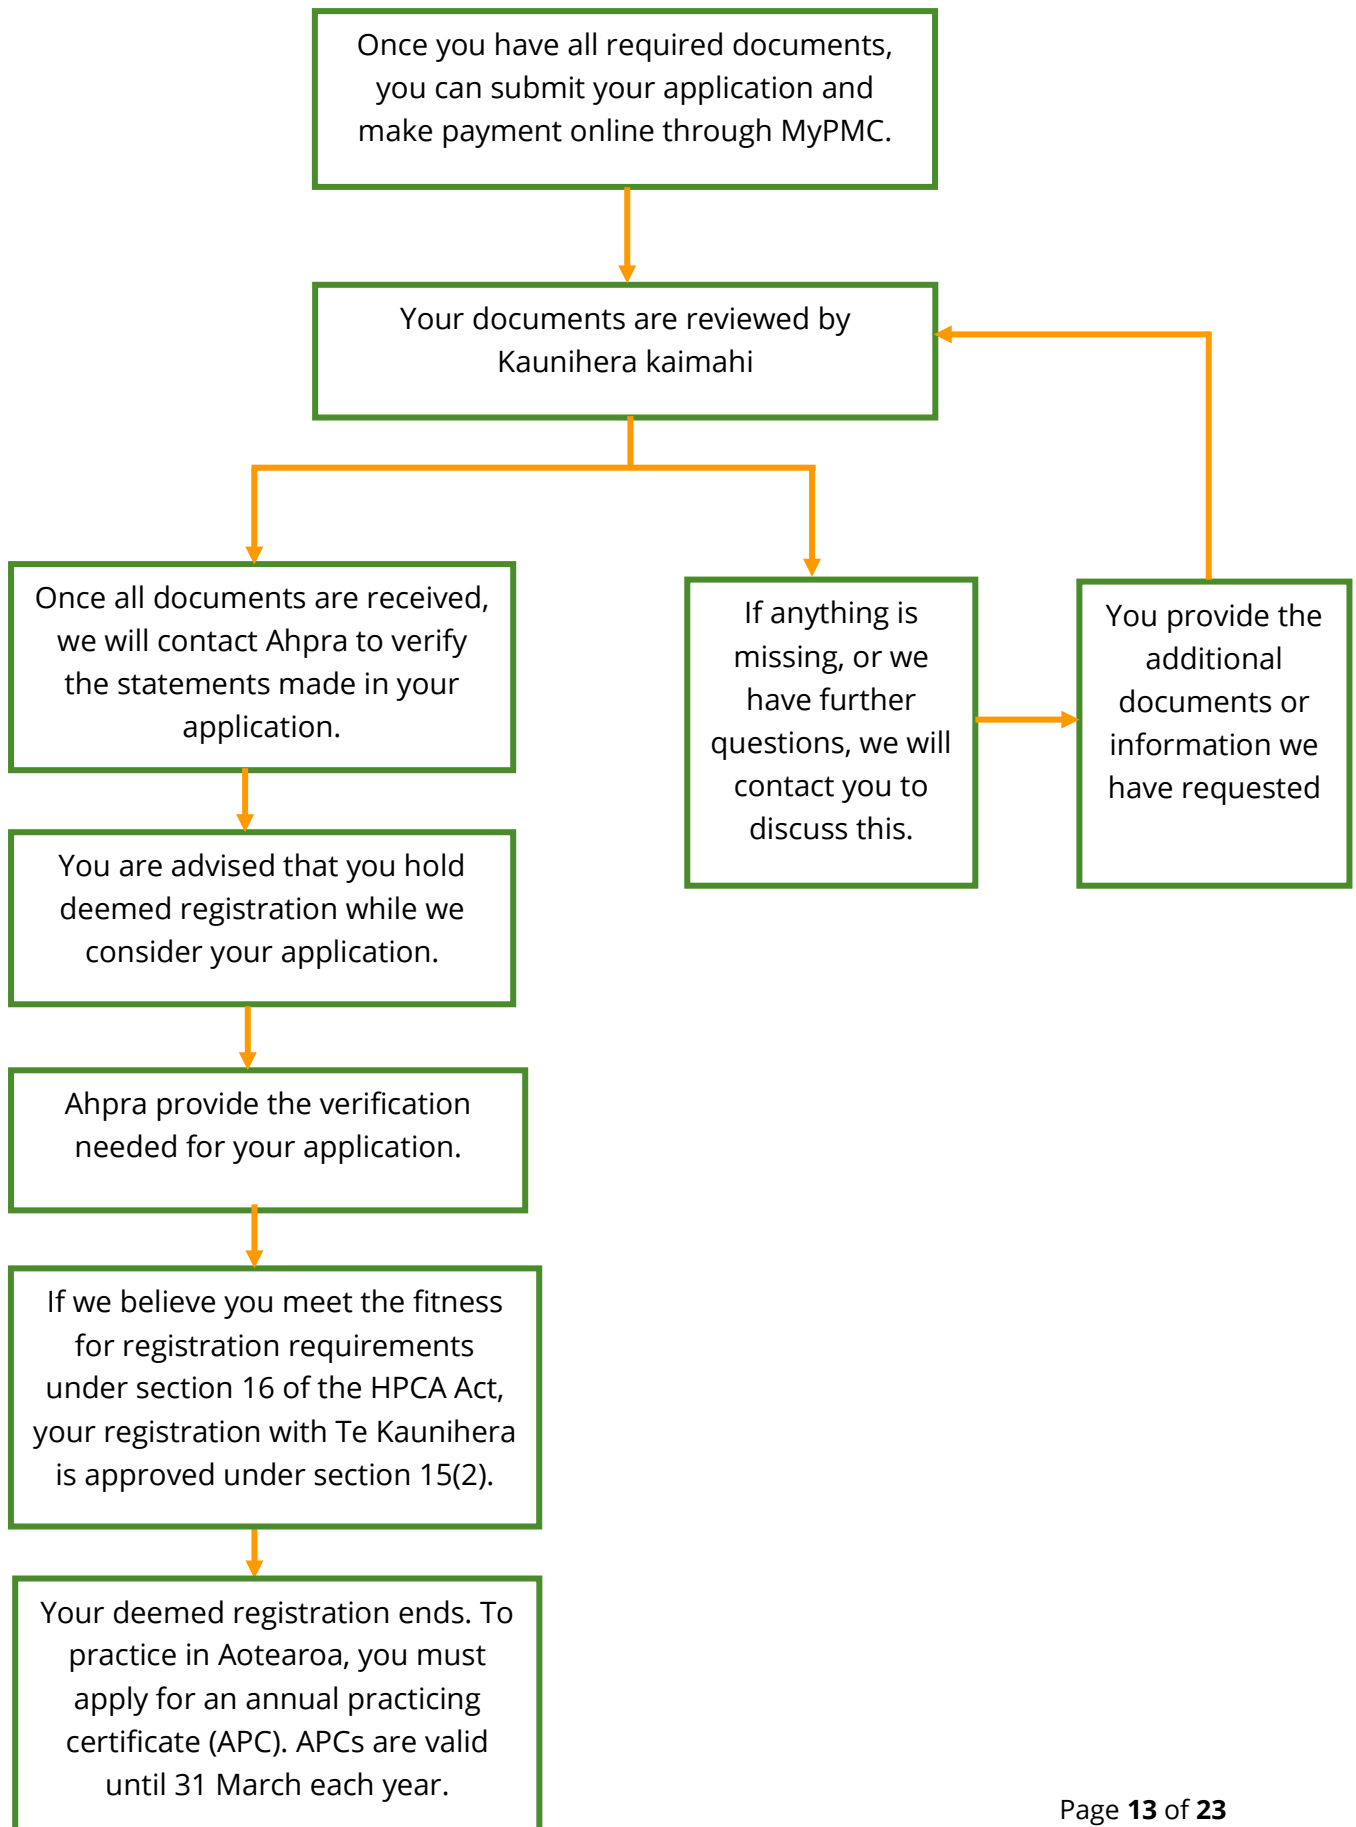 Once you have all required documents,
you can submit your application and
make payment online through MyPMC.
Your documents are reviewed by
Kaunihera kaimahi
Once all documents are received,
we will contact Ahpra to verify
the statements made in your
application.
If anything is
missing, or we
have further
questions, we will
contact you to
discuss this.
You provide the
additional
documents or
information we
have requested
You are advised that you hold
deemed registration while we
consider your application.
Ahpra provide the verification
needed for your application.
If we believe you meet the fitness
for registration requirements
under section 16 of the HPCA Act,
your registration with Te Kaunihera
is approved under section 15(2).
Your deemed registration ends. To
practice in Aotearoa, you must
apply for an annual practicing
certificate (APC). APCs are valid
until 31 March each year.
Page 13 of 23